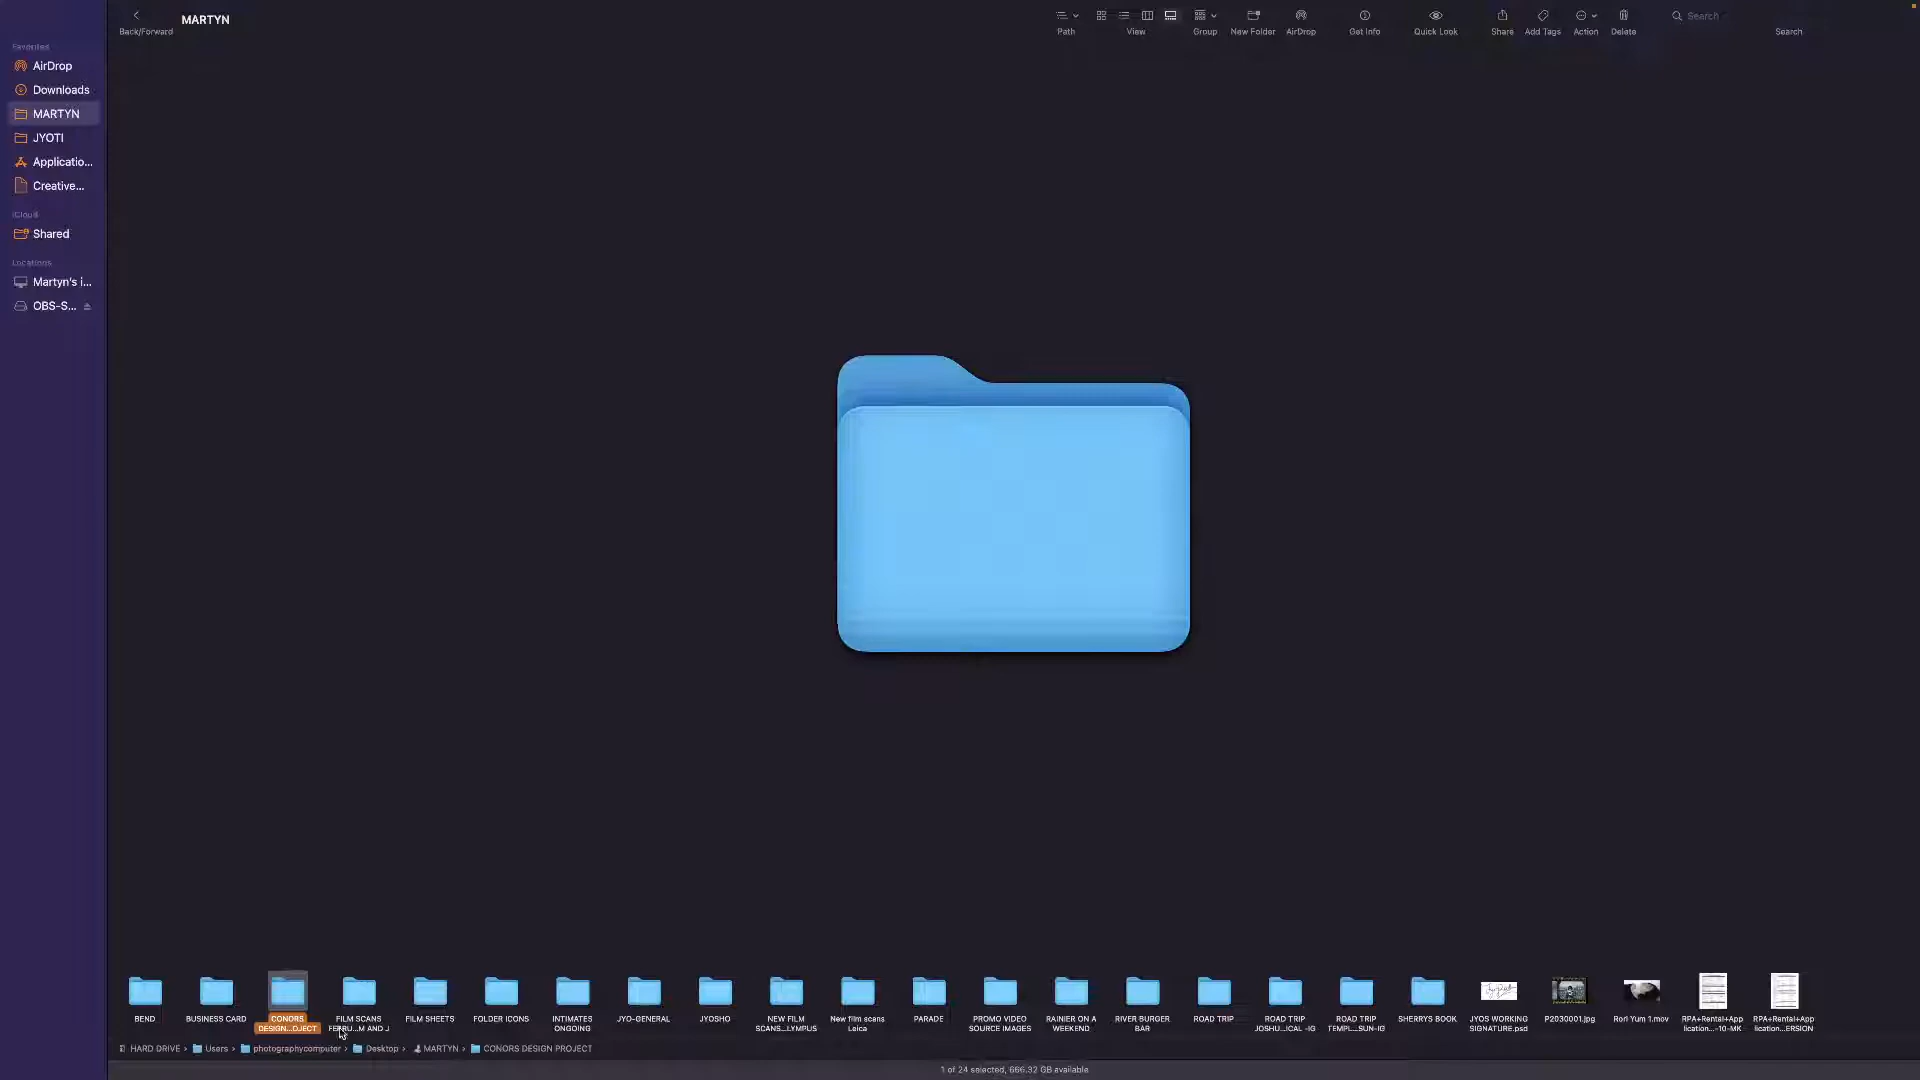 MARTYN
Back/Forward
Path
View
Group
New Folder
AirDrop
Get Info
Quick Look
Share
Add Tags
Action
Delete
Search
Search
Favorites
AirDrop
Downloads
MARTYN
JYOTI
Applicatio...
Creative...
iCloud
Shared
Locations
Martyn's i...
OBS-S...
BEND
BUSINESS CARD
CONORS
DESIGN...OJECT
FILM SCANS
FEBRU...M AND J
FILM SHEETS
FOLDER ICONS
INTIMATES
ONGOING
JYO-GENERAL
JYOSHO
NEW FILM
SCANS...LYMPUS
New film scans
Leica
PARADE
PROMO VIDEO
SOURCE IMAGES
RAINIER ON A
WEEKEND
RIVER BURGER
BAR
ROAD TRIP
ROAD TRIP
JOSHU...ICAL -IG
ROAD TRIP
TEMPL...SUN-IG
SHERRYS BOOK
JYOS WORKING
SIGNATURE.psd
P2030001.jpg
Rori Yum 1.mov
RPA+Rental+App
lication...-10-MK
RPA+Rental+App
lication...ERSION
HARD DRIVE › Users › photographycomputer › Desktop › MARTYN › CONORS DESIGN PROJECT
1 of 24 selected, 666.32 GB available